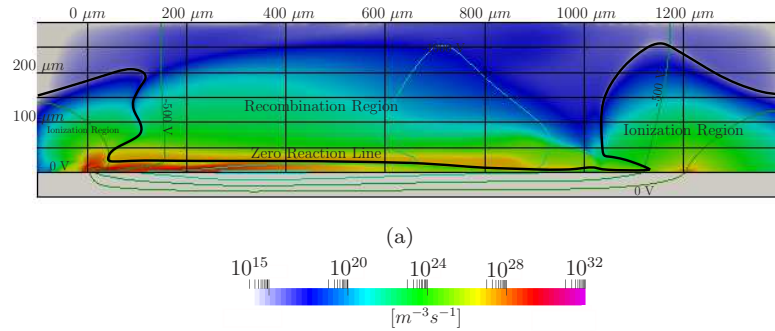 0 μm 200 μm 400 μm 600 μm 800 μm 1000 μm 1200 μm
200 μm
100 μm
Ionization Region
0 V
-500 V
Recombination Region
Zero Reaction Line
-500 V
Ionization Region
0 V
(a)
10^15 10^20 10^24 10^28 10^32
[m^-3 s^-1]